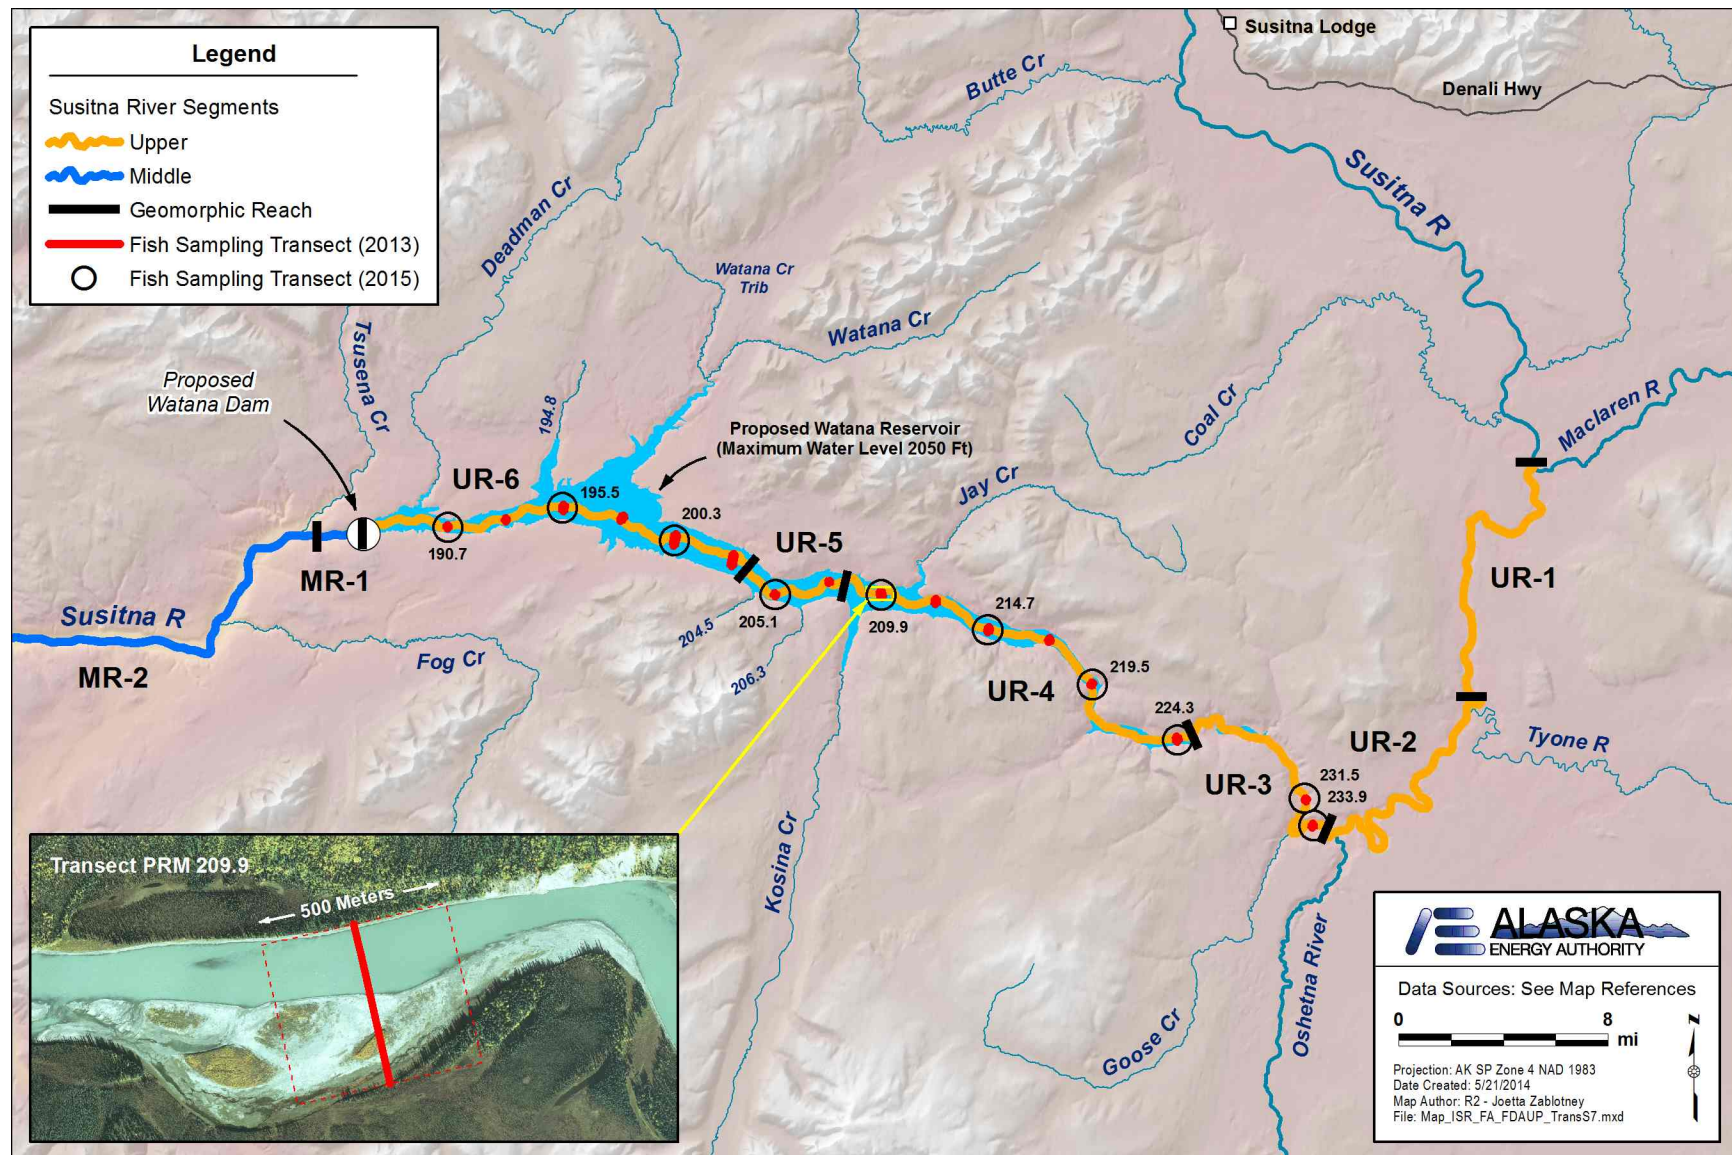 Legend
Susitna River Segments
Upper
Middle
Geomorphic Reach
Fish Sampling Transect (2013)
Fish Sampling Transect (2015)
Susitna Lodge
Denali Hwy
Butte Cr
Susitna R
Deadman Cr
Watana Cr
Trib
Watana Cr
Tsusena Cr
Proposed
Watana Dam
Coal Cr
Maclaren R
194.8
Proposed Watana Reservoir
(Maximum Water Level 2050 Ft)
UR-6
195.5
Jay Cr
200.3
UR-5
190.7
MR-1
UR-1
Susitna R
204.5
205.1
209.9
214.7
Fog Cr
MR-2
206.3
UR-4
219.5
224.3
UR-2
Tyone R
UR-3
231.5
233.9
Kosina Cr
Transect PRM 209.9
500 Meters
Goose Cr
Oshetna River
ALASKA
ENERGY AUTHORITY
Data Sources: See Map References
0 8
mi
N
Projection: AK SP Zone 4 NAD 1983
Date Created: 5/21/2014
Map Author: R2 - Joetta Zablotney
File: Map_ISR_FA_FDAUP_TransS7.mxd